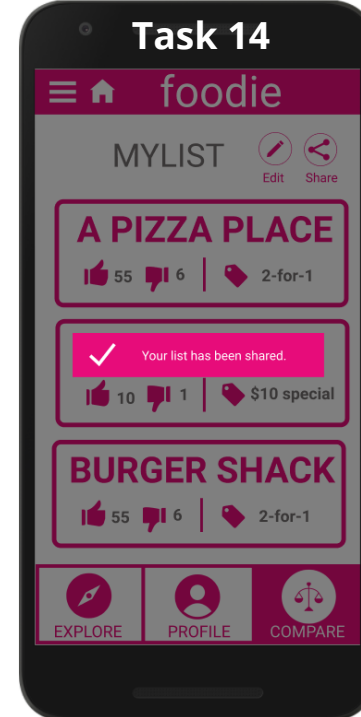 Task 14
foodie
MYLIST
Edit Share
A PIZZA PLACE
55 6 2-for-1
Your list has been shared.
10 1 $10 special
BURGER SHACK
55 6 2-for-1
EXPLORE PROFILE COMPARE